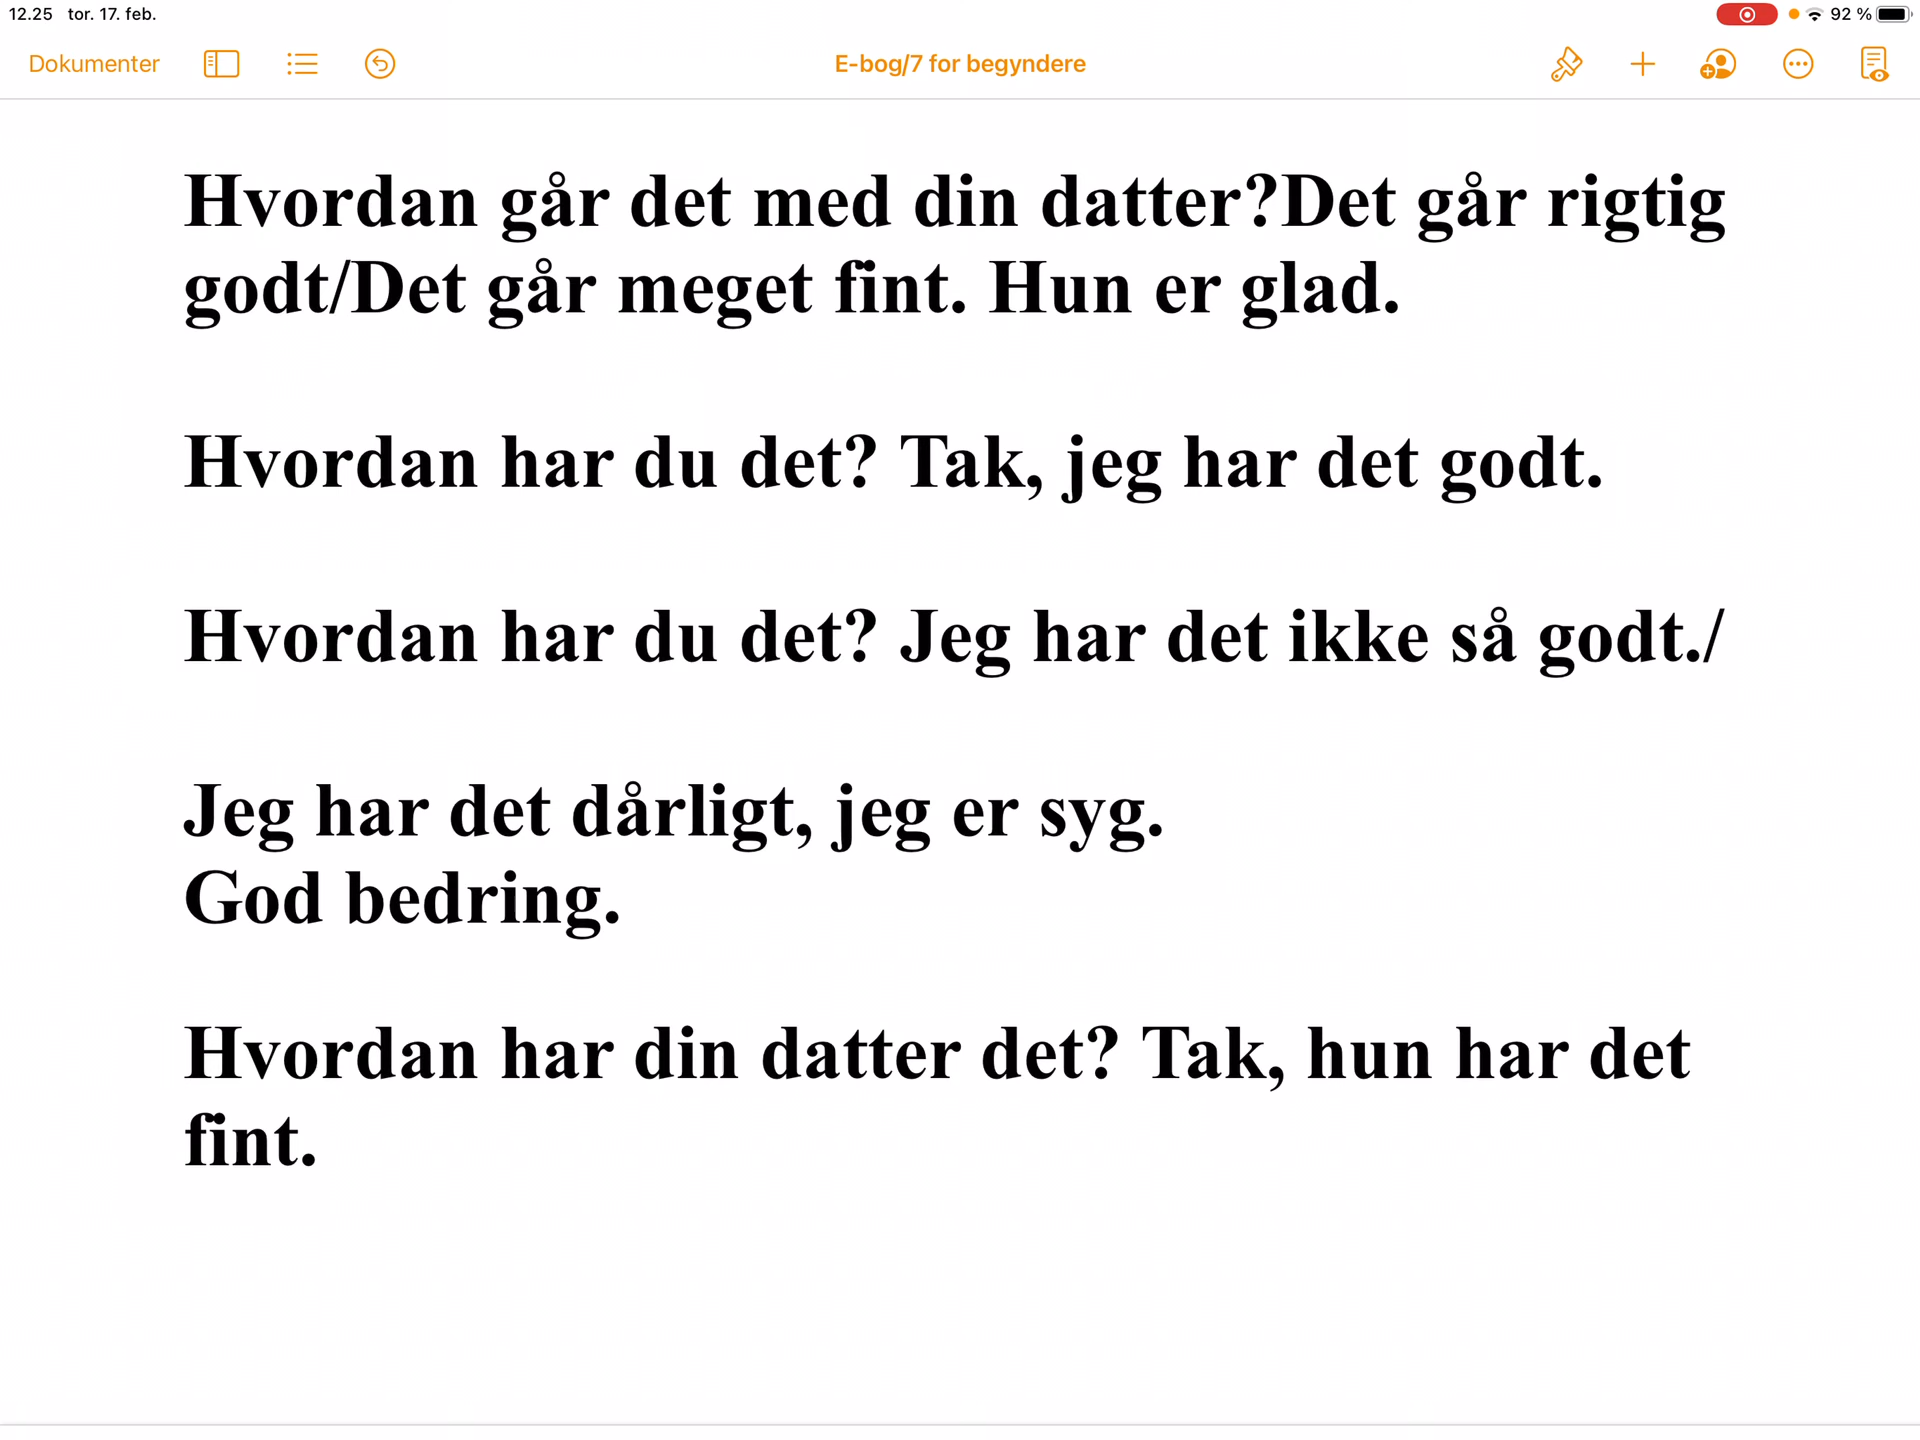 12.25 tor. 17. feb. 92 %
Dokumenter E-bog/7 for begyndere
Hvordan går det med din datter?Det går rigtig
godt/Det går meget fint. Hun er glad.
Hvordan har du det? Tak, jeg har det godt.
Hvordan har du det? Jeg har det ikke så godt./
Jeg har det dårligt, jeg er syg.
God bedring.
Hvordan har din datter det? Tak, hun har det
fint.